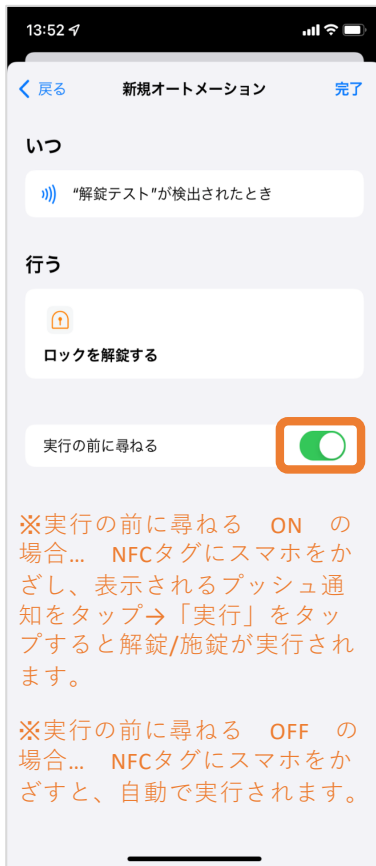 13:52
戻る 新規オートメーション 完了
いつ
“解錠テスト”が検出されたとき
行う
ロックを解錠する
実行の前に尋ねる
※実行の前に尋ねる ON の
場合… NFCタグにスマホをか
ざし、表示されるプッシュ通
知をタップ→「実行」をタッ
プすると解錠/施錠が実行され
ます。
※実行の前に尋ねる OFF の
場合… NFCタグにスマホをか
ざすと、自動で実行されます。